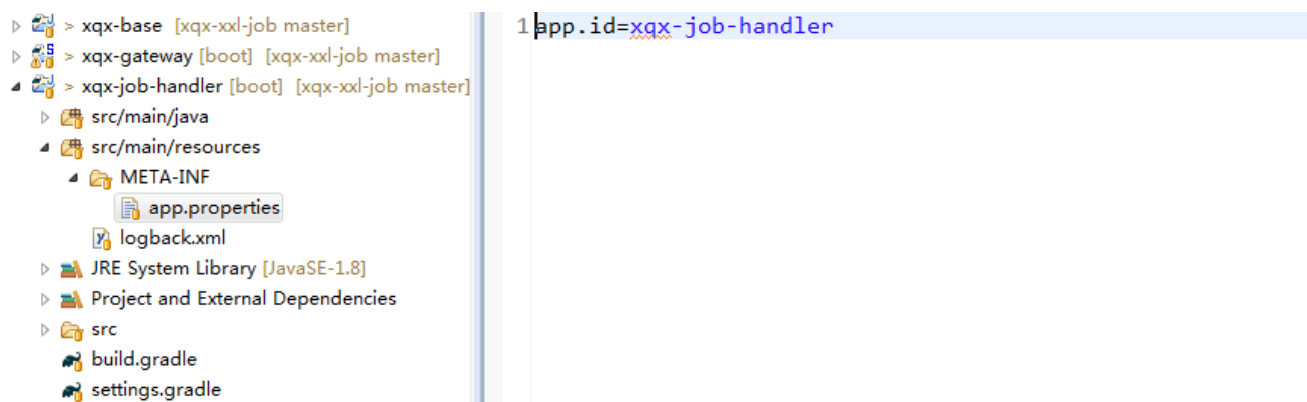 > xqx-base [xqx-xxl-job master]
> xqx-gateway [boot] [xqx-xxl-job master]
> xqx-job-handler [boot] [xqx-xxl-job master]
src/main/java
src/main/resources
META-INF
app.properties
logback.xml
JRE System Library [JavaSE-1.8]
Project and External Dependencies
src
build.gradle
settings.gradle
1 app.id=xqx-job-handler